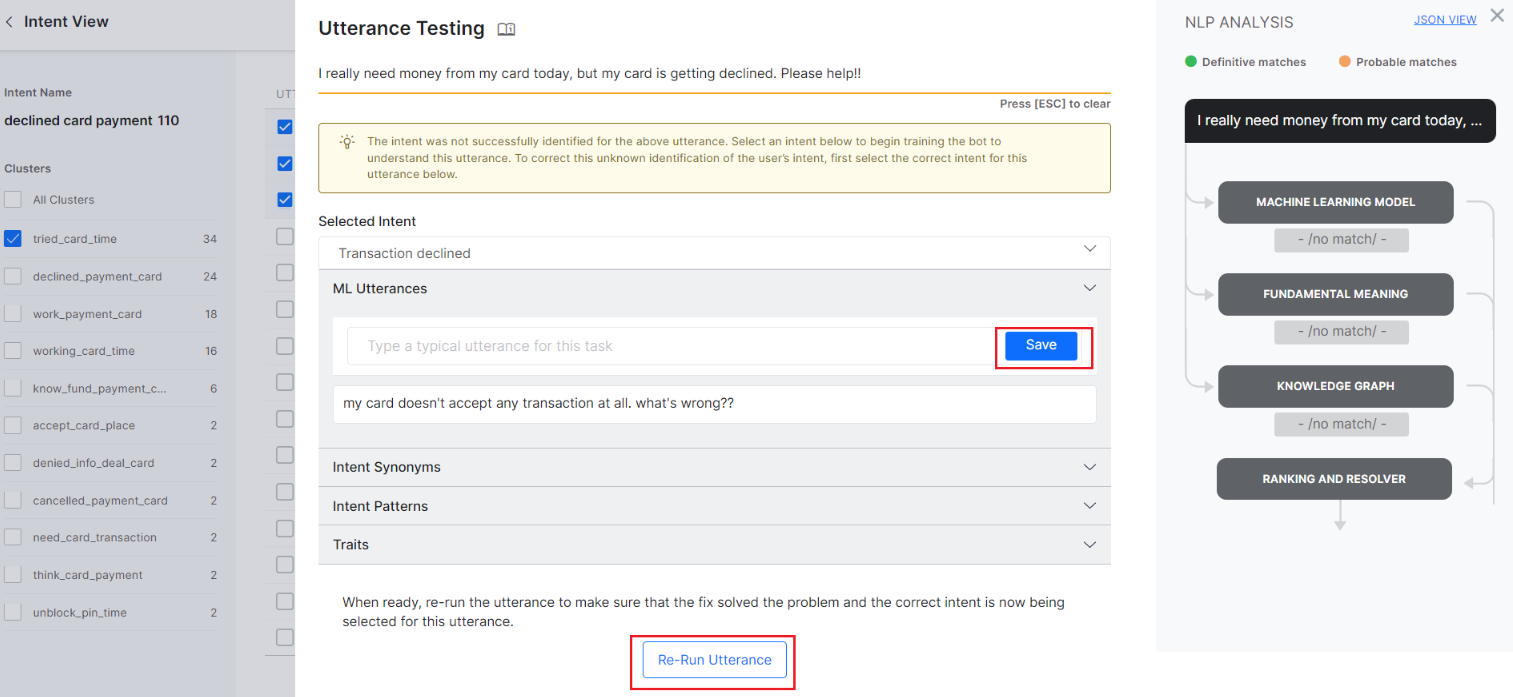 Intent View
Intent Name
declined card payment 110
Clusters
All Clusters
tried_card_time 34
declined_payment_card 24
work_payment_card 18
working_card_time 16
know_fund_payment_c... 6
accept_card_place 2
denied_info_deal_card 2
cancelled_payment_card 2
need_card_transaction 2
think_card_payment 2
unblock_pin_time 2
UTT
Utterance Testing
I really need money from my card today, but my card is getting declined. Please help!!
Press [ESC] to clear
The intent was not successfully identified for the above utterance. Select an intent below to begin training the bot to
understand this utterance. To correct this unknown identification of the user's intent, first select the correct intent for this
utterance below.
Selected Intent
Transaction declined
ML Utterances
Type a typical utterance for this task
Save
my card doesn't accept any transaction at all. what's wrong??
Intent Synonyms
Intent Patterns
Traits
When ready, re-run the utterance to make sure that the fix solved the problem and the correct intent is now being
selected for this utterance.
Re-Run Utterance
NLP ANALYSIS
JSON VIEW
Definitive matches
Probable matches
I really need money from my card today, ...
MACHINE LEARNING MODEL
- /no match/ -
FUNDAMENTAL MEANING
- /no match/ -
KNOWLEDGE GRAPH
- /no match/ -
RANKING AND RESOLVER